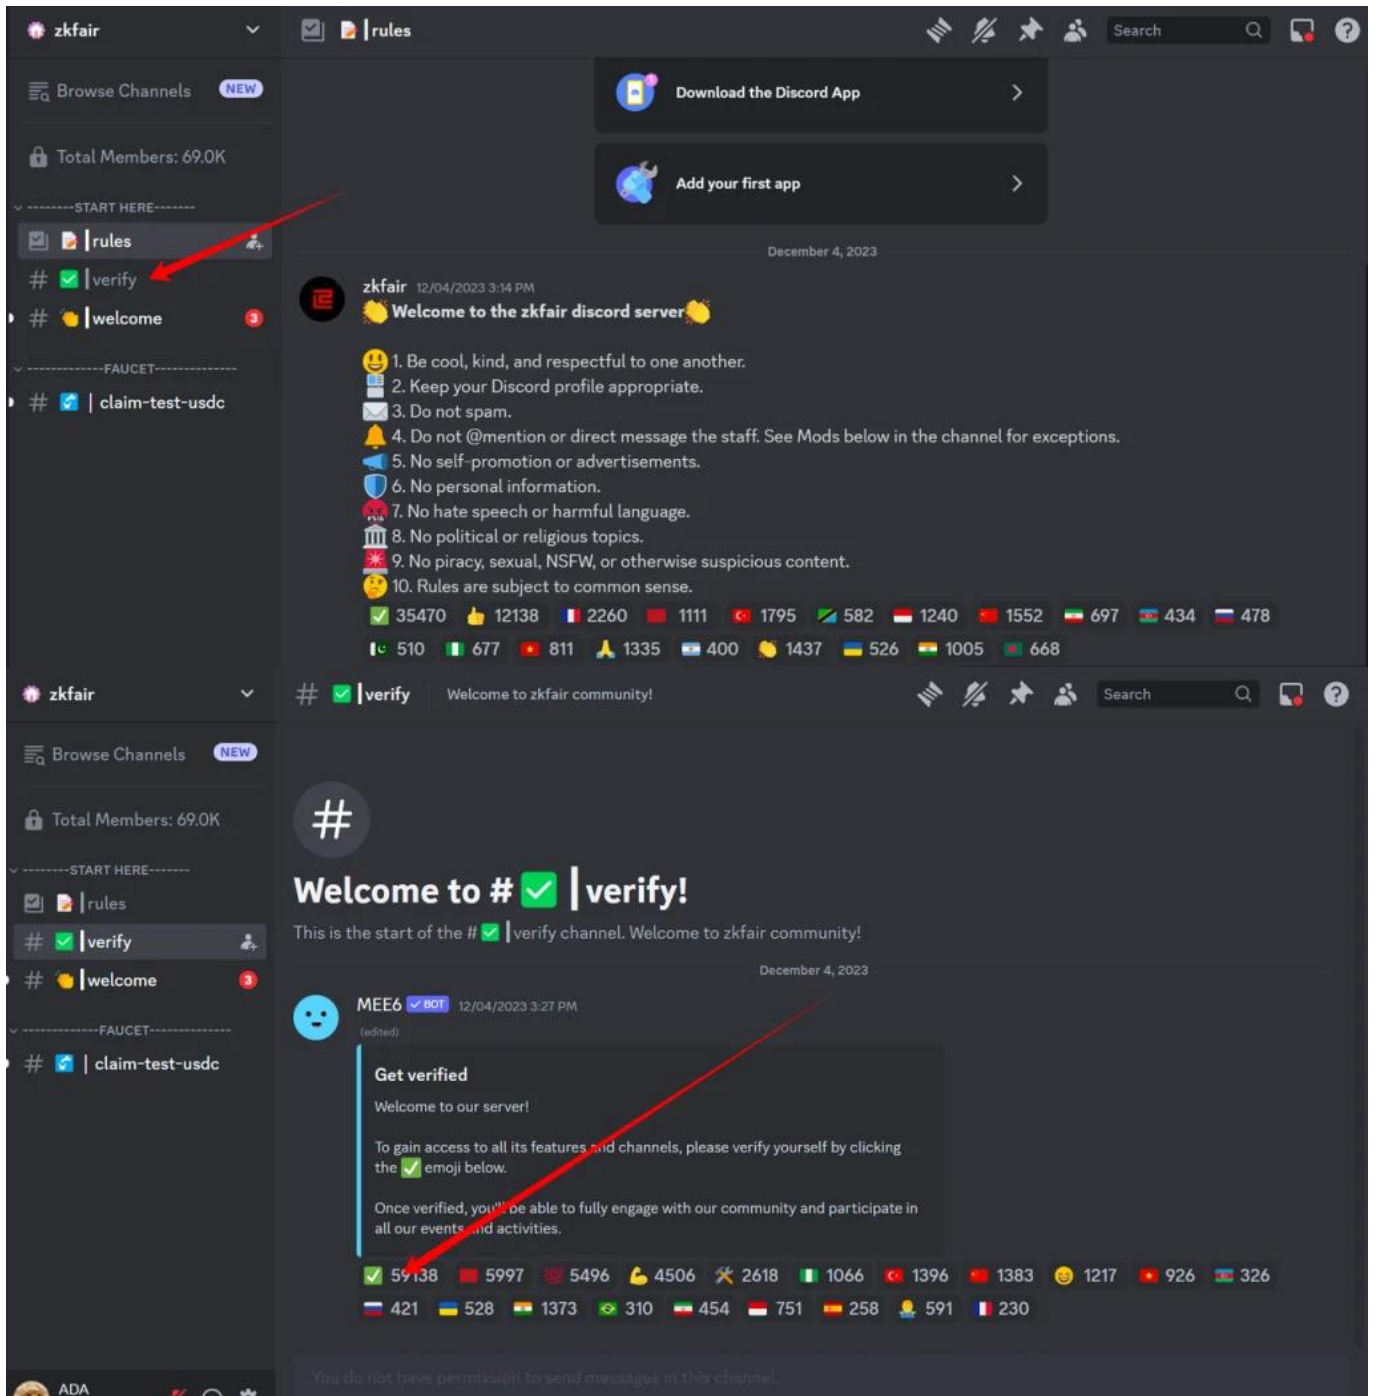 zkfair
rules
Search
Browse Channels NEW
Download the Discord App
Total Members: 69.0K
Add your first app
--------START HERE-------
rules
December 4, 2023
verify
zkfair 12/04/2023 3:14 PM
Welcome to the zkfair discord server
welcome 3
1. Be cool, kind, and respectful to one another.
-------------FAUCET--------------
2. Keep your Discord profile appropriate.
| claim-test-usdc
3. Do not spam.
4. Do not @mention or direct message the staff. See Mods below in the channel for exceptions.
5. No self-promotion or advertisements.
6. No personal information.
7. No hate speech or harmful language.
8. No political or religious topics.
9. No piracy, sexual, NSFW, or otherwise suspicious content.
10. Rules are subject to common sense.
35470 12138 2260 1111 1795 582 1240 1552 697 434 478
510 677 811 1335 400 1437 526 1005 668
zkfair
# verify Welcome to zkfair community! Search
Browse Channels NEW
Total Members: 69.0K
#
--------START HERE-------
Welcome to # verify!
rules
This is the start of the # verify channel. Welcome to zkfair community!
# verify
December 4, 2023
# welcome 3
MEE6 BOT 12/04/2023 3:27 PM
(edited)
-------------FAUCET--------------
# | claim-test-usdc
Get verified
Welcome to our server!
To gain access to all its features and channels, please verify yourself by clicking
the emoji below.
Once verified, you'll be able to fully engage with our community and participate in
all our events and activities.
59138 5997 5496 4506 2618 1066 1396 1383 1217 926 326
421 528 1373 310 454 751 258 591 230
You do not have permission to send messages in this channel.
ADA